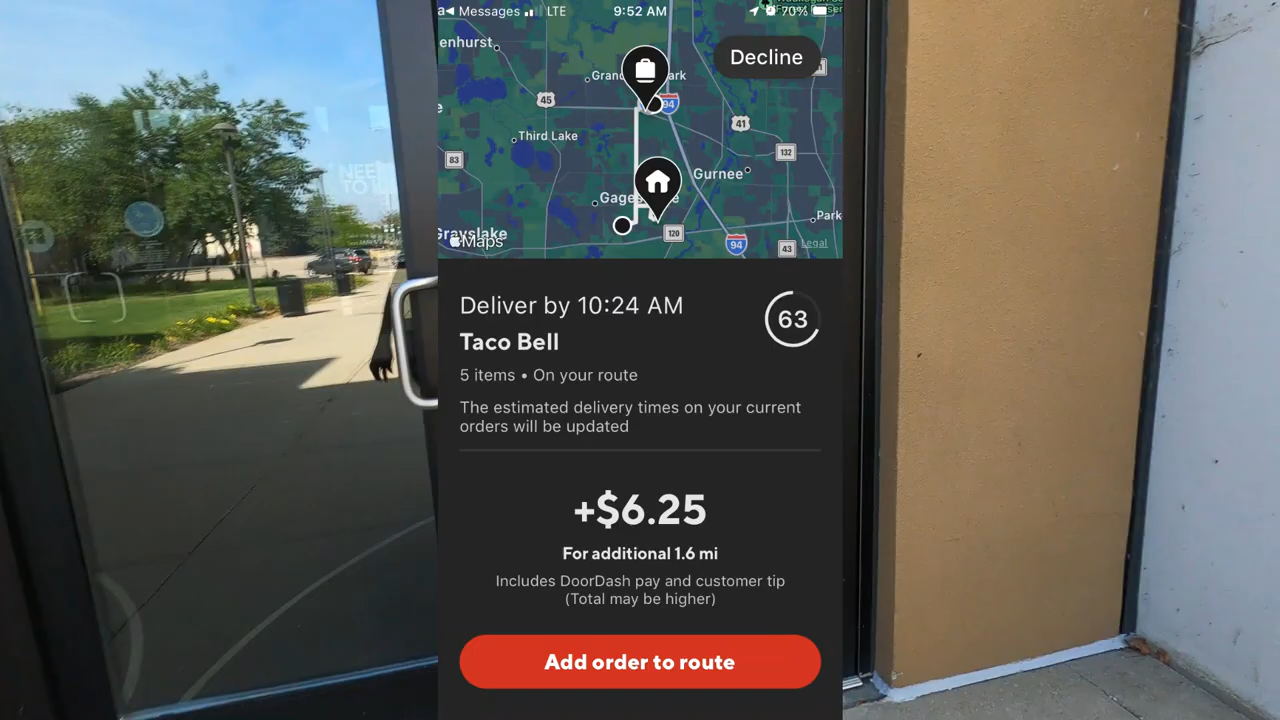 Messages
LTE
9:52 AM
70%
enhurst
Decline
45
94
41
Third Lake
132
83
Gurnee
Park
Grayslake
120
Maps
94
43
Legal
Deliver by 10:24 AM
63
Taco Bell
5 items • On your route
The estimated delivery times on your current
orders will be updated
+$6.25
For additional 1.6 mi
Includes DoorDash pay and customer tip
(Total may be higher)
Add order to route